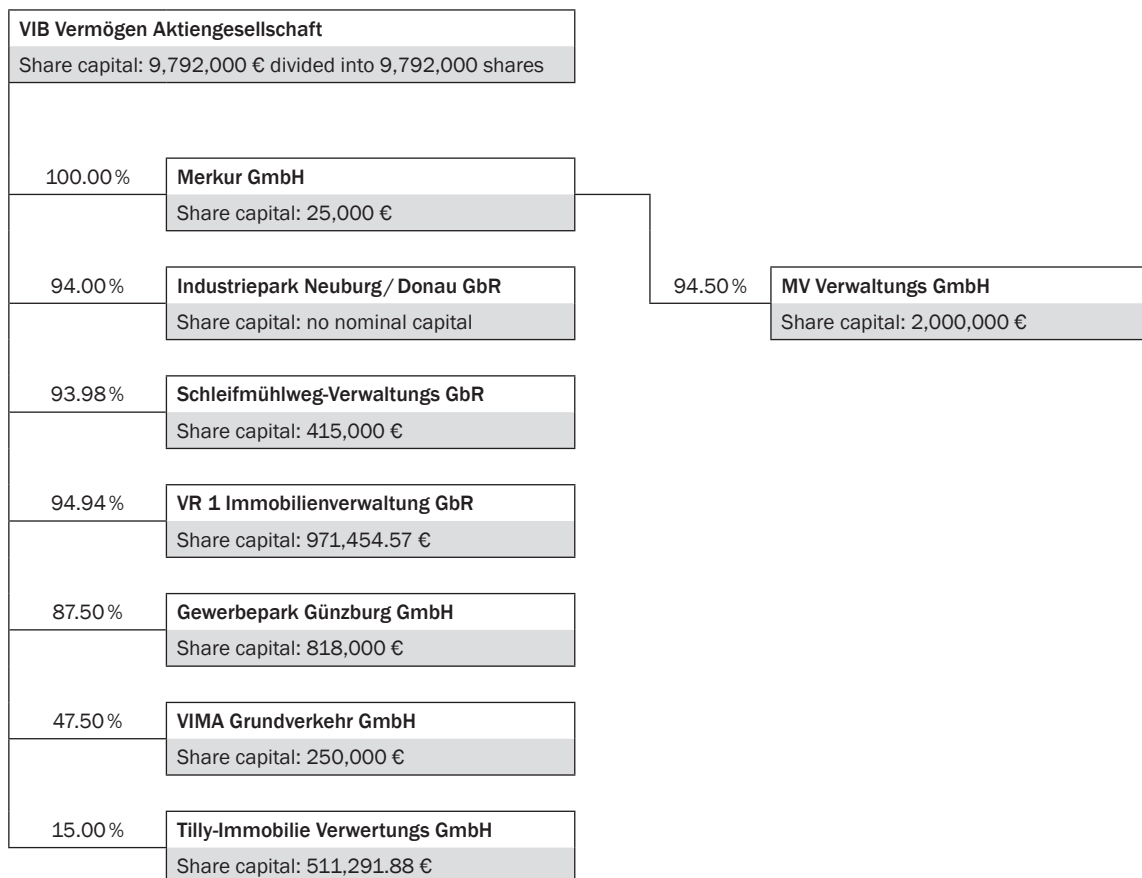 VIB Vermögen Aktiengesellschaft
Share capital: 9,792,000 € divided into 9,792,000 shares
100.00 %
Merkur GmbH
Share capital: 25,000 €
94.00 %
Industriepark Neuburg / Donau GbR
Share capital: no nominal capital
94.50 %
MV Verwaltungs GmbH
Share capital: 2,000,000 €
93.98 %
Schleifmühlweg-Verwaltungs GbR
Share capital: 415,000 €
94.94 %
VR 1 Immobilienverwaltung GbR
Share capital: 971,454.57 €
87.50 %
Gewerbepark Günzburg GmbH
Share capital: 818,000 €
47.50 %
VIMA Grundverkehr GmbH
Share capital: 250,000 €
15.00 %
Tilly-Immobilie Verwertungs GmbH
Share capital: 511,291.88 €